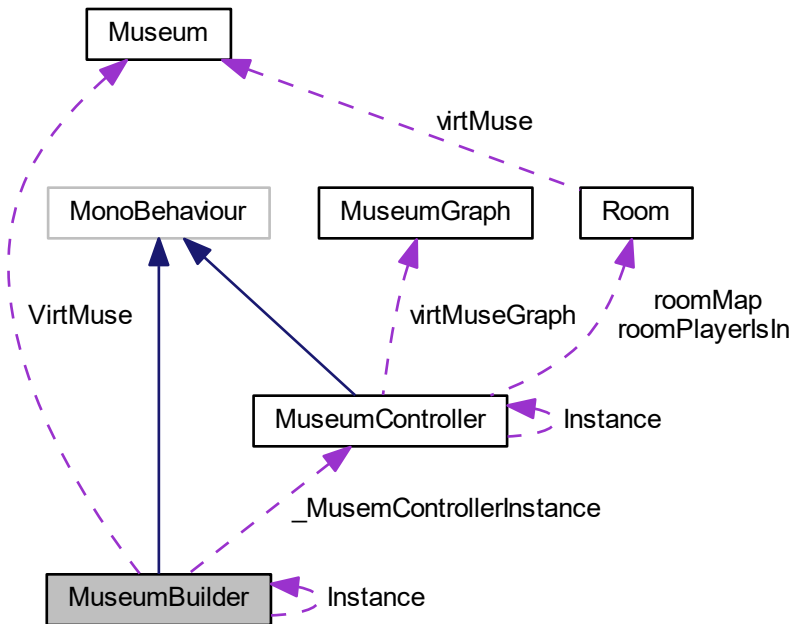 Museum
virtMuse
MonoBehaviour
MuseumGraph
Room
VirtMuse
virtMuseGraph
roomMap
roomPlayerIsIn
MuseumController
Instance
_MusemControllerInstance
MuseumBuilder
Instance